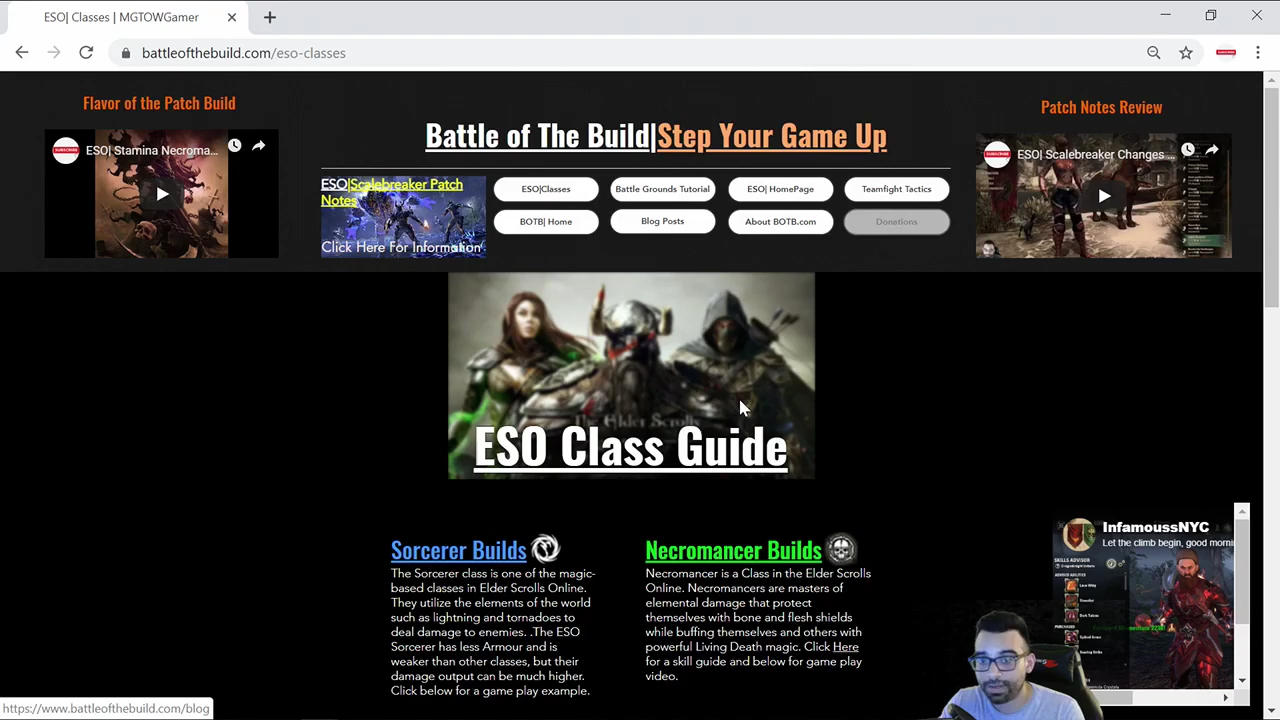 ESO| Classes | MGTOWGamer
battleofthebuild.com/eso-classes
Flavor of the Patch Build
SUBSCRIBE
ESO| Stamina Necroma...
Battle of The Build|Step Your Game Up
ESO|Scalebreaker Patch Notes
Click Here For Information
ESO|Classes
Battle Grounds Tutorial
ESO| HomePage
Teamfight Tactics
BOTB| Home
Blog Posts
About BOTB.com
Donations
Patch Notes Review
SUBSCRIBE
ESO| Scalebreaker Changes ...
The Elder Scrolls
ESO Class Guide
Sorcerer Builds
The Sorcerer class is one of the magic-
based classes in Elder Scrolls Online.
They utilize the elements of the world
such as lightning and tornadoes to
deal damage to enemies. .The ESO
Sorcerer has less Armour and is
weaker than other classes, but their
damage output can be much higher.
Click below for a game play example.
Necromancer Builds
Necromancer is a Class in the Elder Scrolls
Online. Necromancers are masters of
elemental damage that protect
themselves with bone and flesh shields
while buffing themselves and others with
powerful Living Death magic. Click Here
for a skill guide and below for game play
video.
InfamoussNYC
Let the climb begin, good morni
SKILLS ADVISOR
https://www.battleofthebuild.com/blog